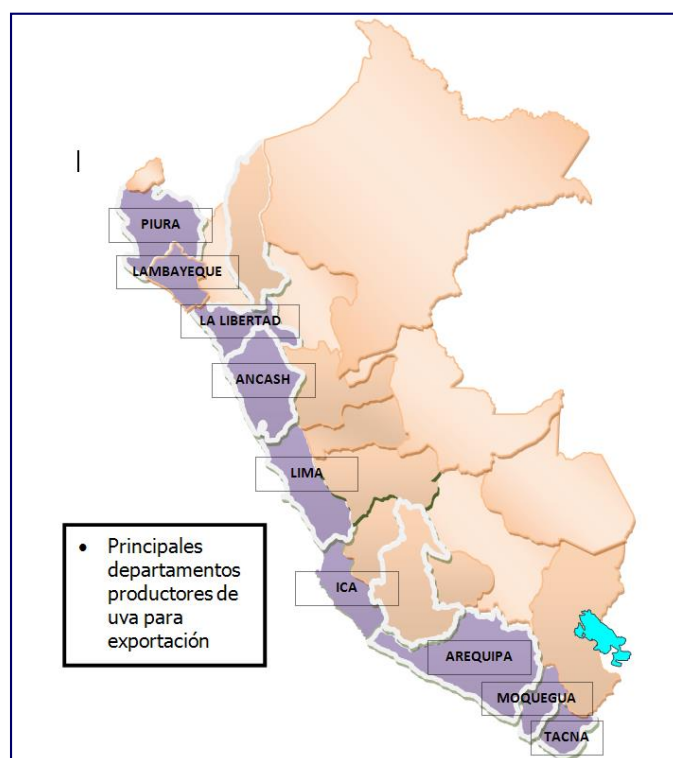 PIURA
LAMBAYEQUE
LA LIBERTAD
ANCASH
LIMA
ICA
AREQUIPA
MOQUEGUA
TACNA
• Principales
departamentos
productores de
uva para
exportación